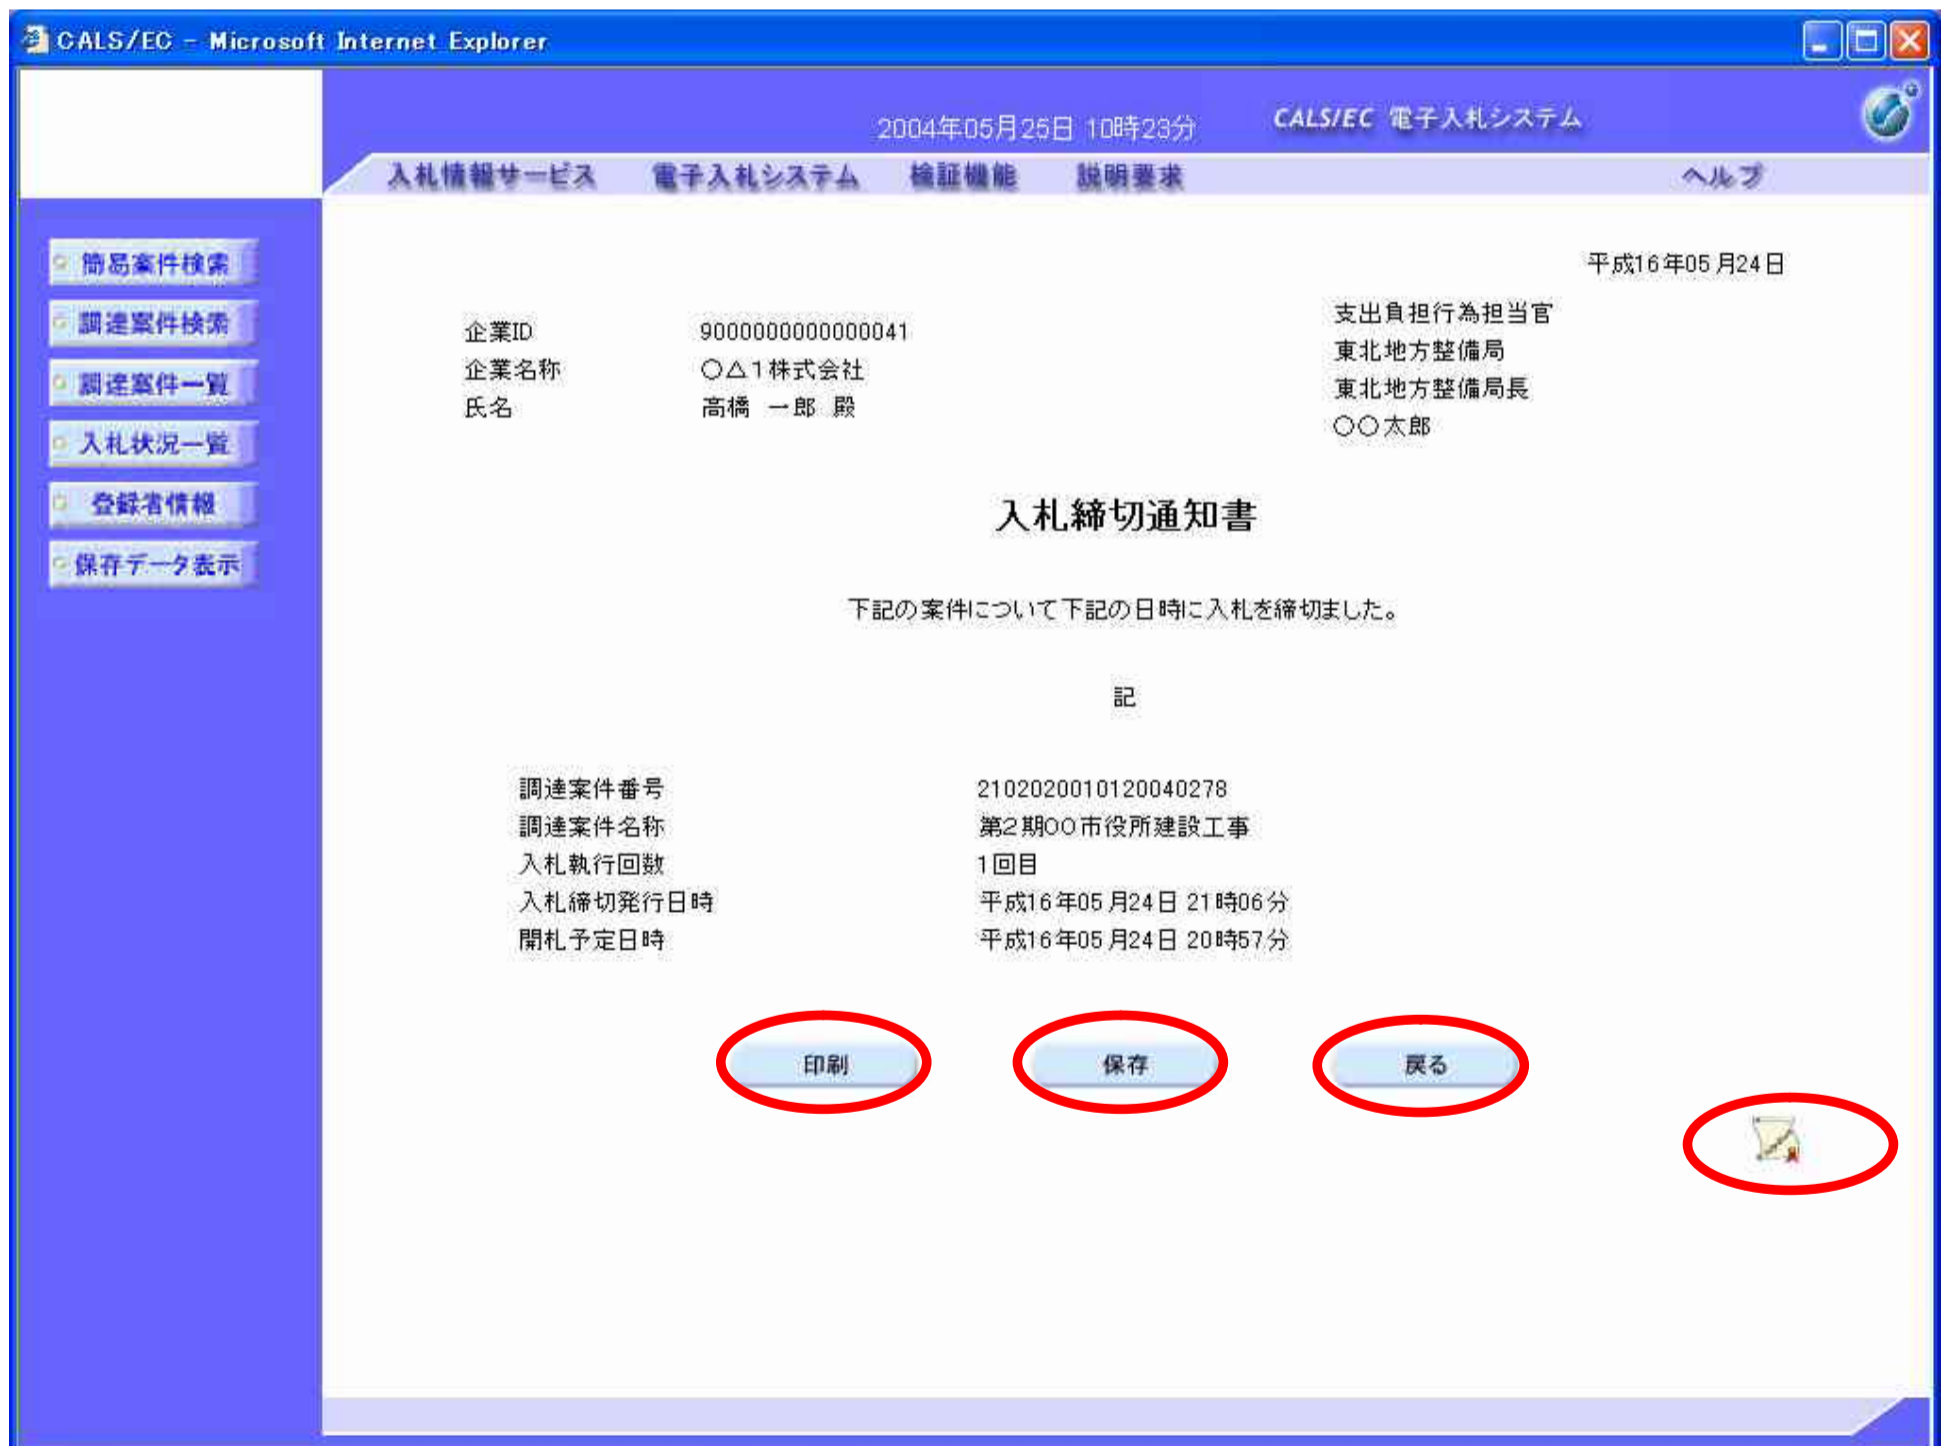 CALS/EC - Microsoft Internet Explorer
2004年05月25日 10時23分
CALS/EC 電子入札システム
入札情報サービス 電子入札システム 検証機能 説明要求 ヘルプ
簡易案件検索
調達案件検索
調達案件一覧
入札状況一覧
登録者情報
保存データ表示
平成16年05月24日
支出負担行為担当官
東北地方整備局
東北地方整備局長
〇〇太郎
企業ID 9000000000000041
企業名称 〇△1株式会社
氏名 高橋 一郎 殿
入札締切通知書
下記の案件について下記の日時に入札を締切ました。
記
調達案件番号 2102020010120040278
調達案件名称 第2期〇〇市役所建設工事
入札執行回数 1回目
入札締切発行日時 平成16年05月24日 21時06分
開札予定日時 平成16年05月24日 20時57分
印刷 保存 戻る